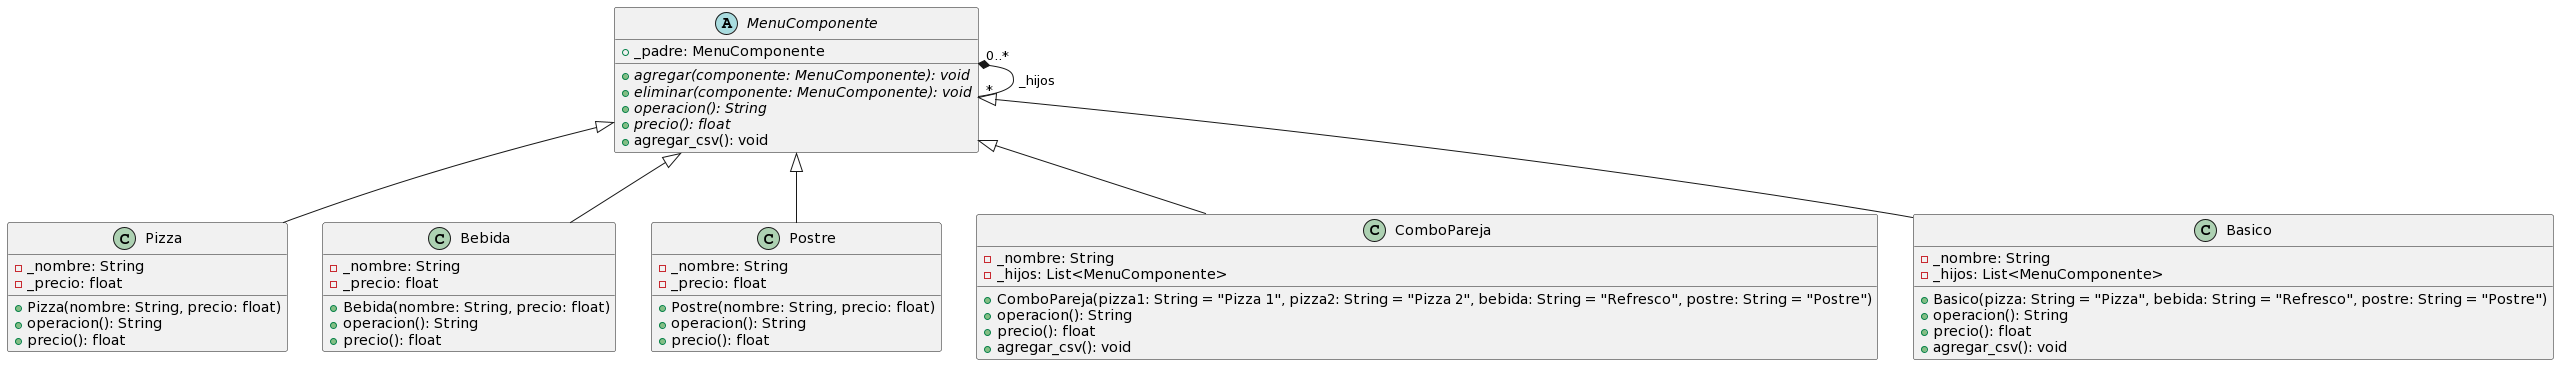 A MenuComponente
_padre: MenuComponente
agregar(componente: MenuComponente): void
eliminar(componente: MenuComponente): void
operacion(): String
precio(): float
agregar_csv(): void
0..*
_hijos
*
C Pizza
_nombre: String
_precio: float
Pizza(nombre: String, precio: float)
operacion(): String
precio(): float
C Bebida
_nombre: String
_precio: float
Bebida(nombre: String, precio: float)
operacion(): String
precio(): float
C Postre
_nombre: String
_precio: float
Postre(nombre: String, precio: float)
operacion(): String
precio(): float
C ComboPareja
_nombre: String
_hijos: List<MenuComponente>
ComboPareja(pizza1: String = "Pizza 1", pizza2: String = "Pizza 2", bebida: String = "Refresco", postre: String = "Postre")
operacion(): String
precio(): float
agregar_csv(): void
C Basico
_nombre: String
_hijos: List<MenuComponente>
Basico(pizza: String = "Pizza", bebida: String = "Refresco", postre: String = "Postre")
operacion(): String
precio(): float
agregar_csv(): void